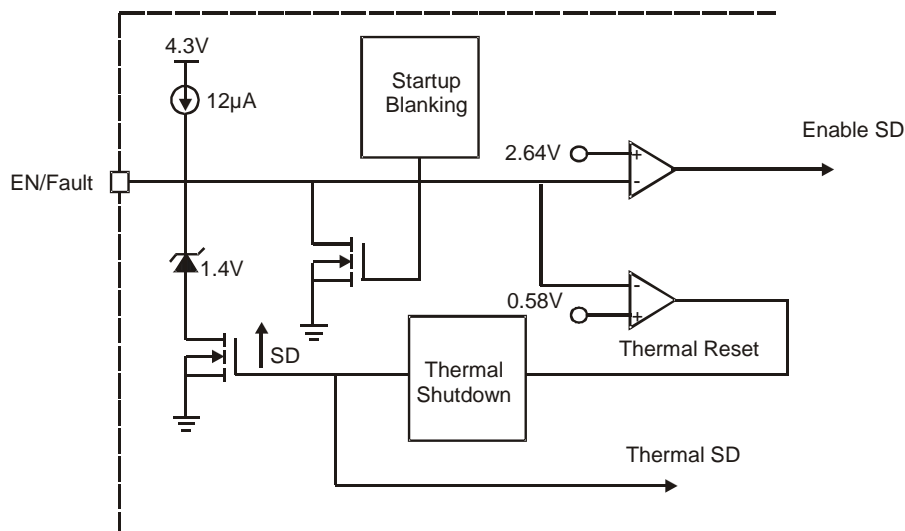 4.3V
12µA
Startup
Blanking
Enable SD
2.64V
+
-
EN/Fault
1.4V
-
0.58V
+
Thermal Reset
SD
Thermal
Shutdown
Thermal SD